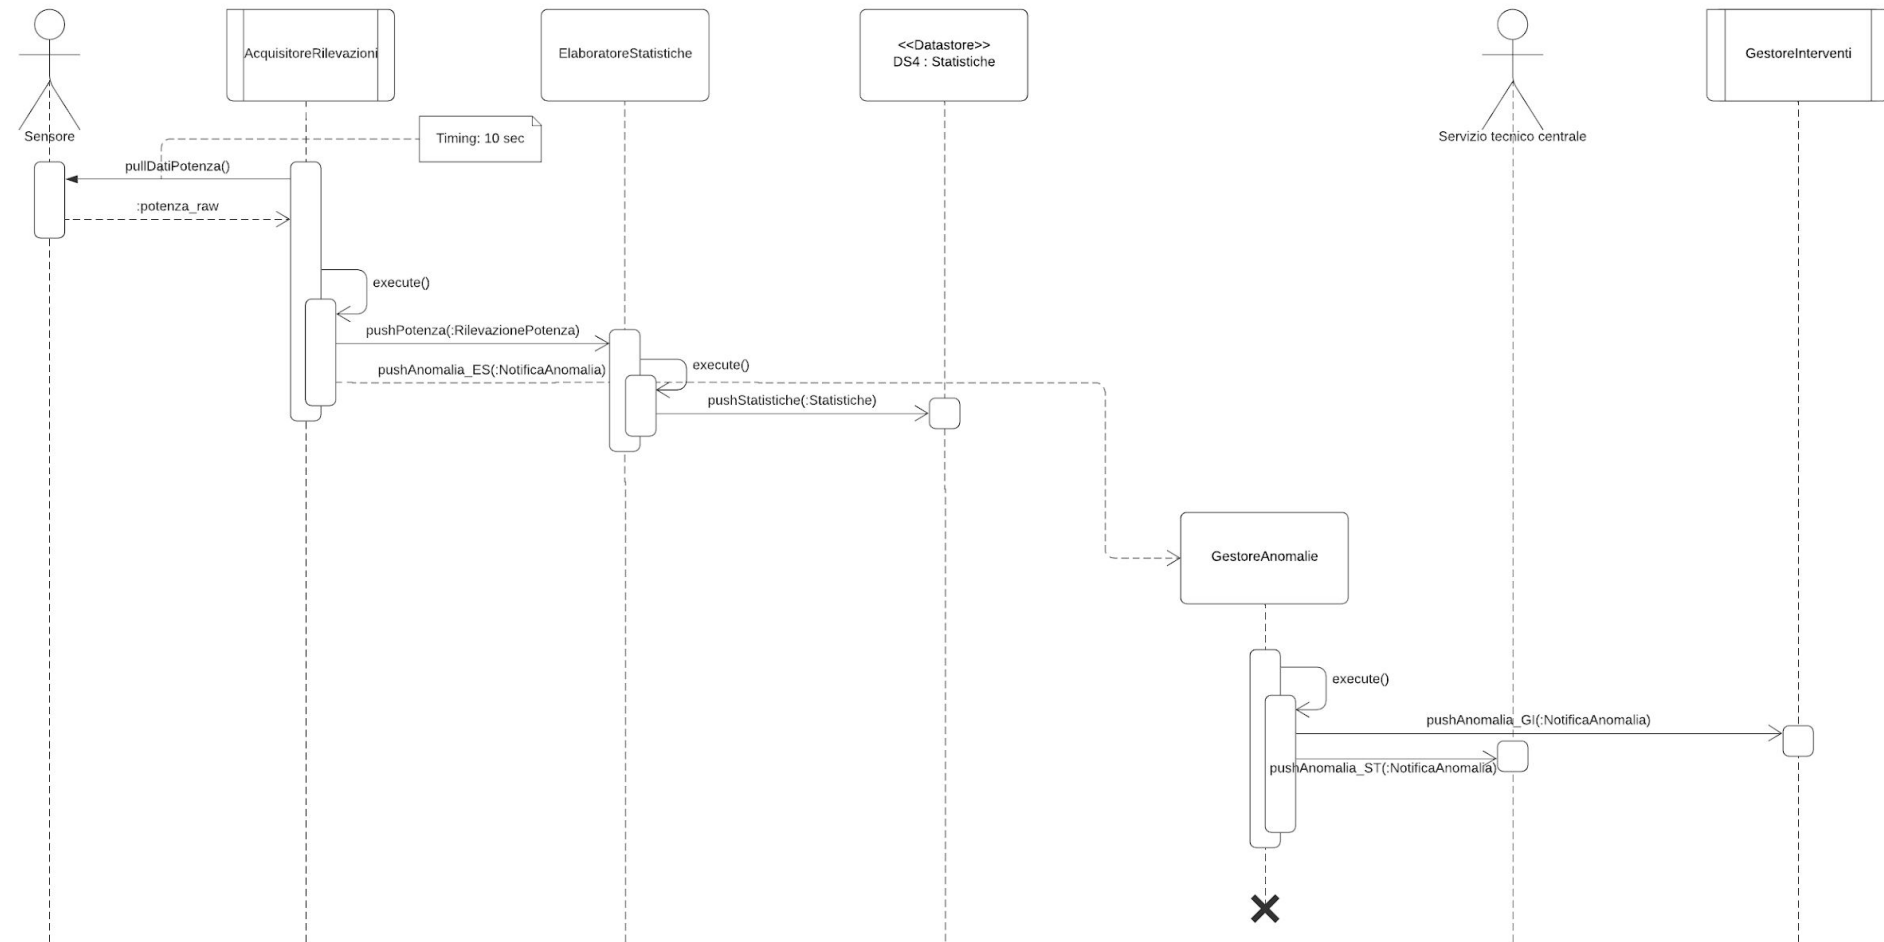 AcquisitoreRilevazioni
ElaboratoreStatistiche
<<Datastore>>
DS4 : Statistiche
GestoreInterventi
Sensore
Timing: 10 sec
Servizio tecnico centrale
pullDatiPotenza()
:potenza_raw
execute()
pushPotenza(:RilevazionePotenza)
pushAnomalia_ES(:NotificaAnomalia)
execute()
pushStatistiche(:Statistiche)
GestoreAnomalie
execute()
pushAnomalia_GI(:NotificaAnomalia)
pushAnomalia_ST(:NotificaAnomalia)